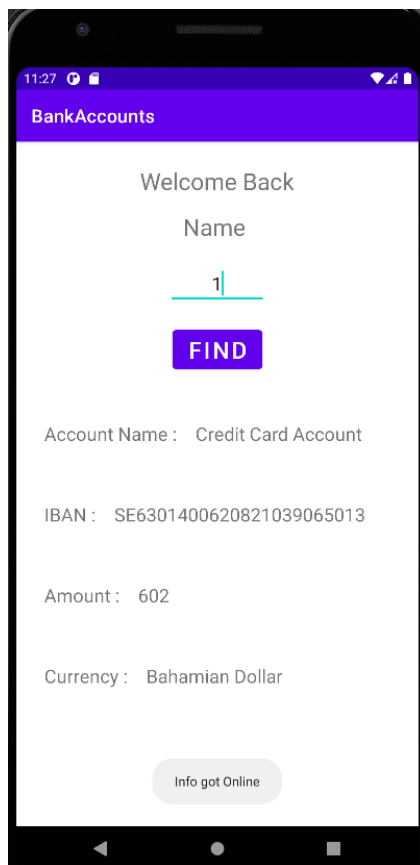 11:27
BankAccounts
Welcome Back
Name
1
FIND
Account Name : Credit Card Account
IBAN : SE6301400620821039065013
Amount : 602
Currency : Bahamian Dollar
Info got Online